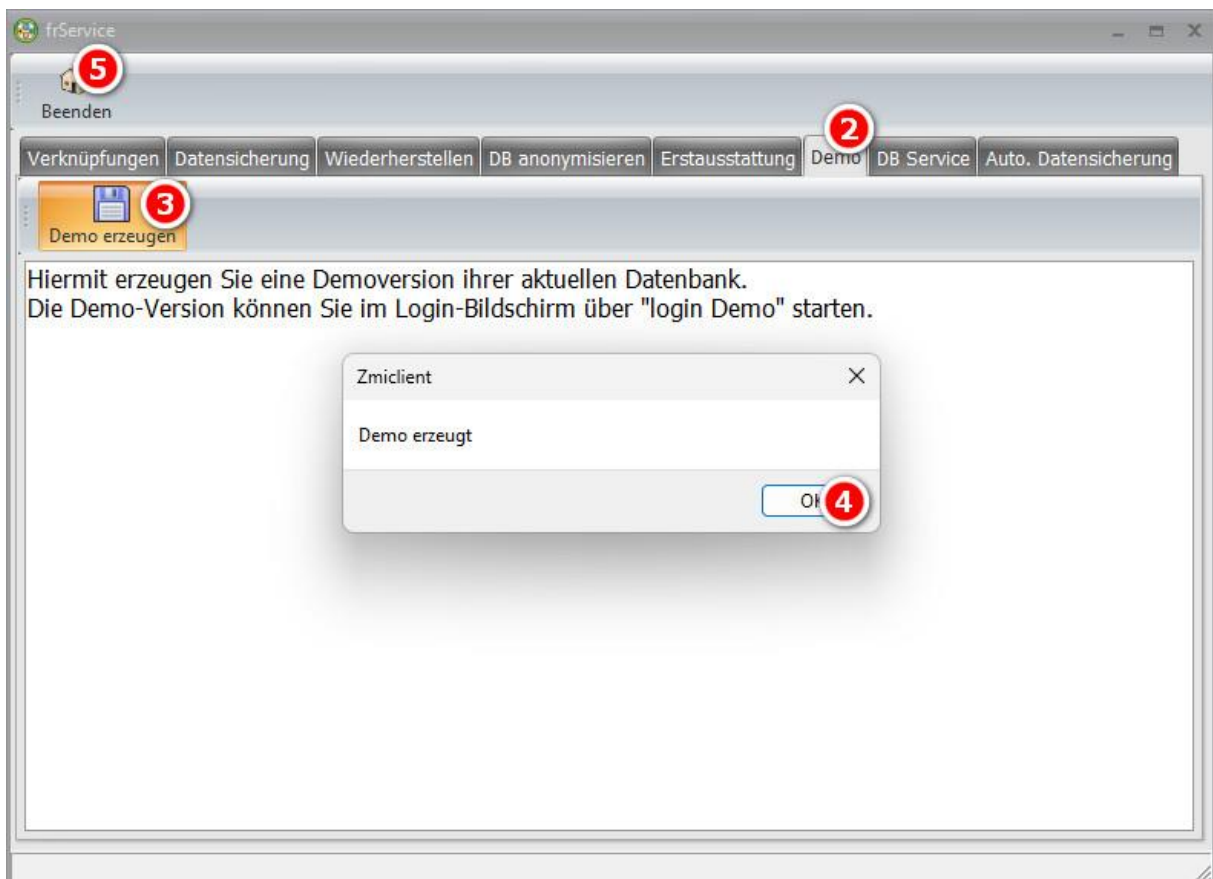 frService
5
Beenden
2
Verknüpfungen Datensicherung Wiederherstellen DB anonymisieren Erstausstattung Demo DB Service Auto. Datensicherung
3
Demo erzeugen
Hiermit erzeugen Sie eine Demoversion ihrer aktuellen Datenbank.
Die Demo-Version können Sie im Login-Bildschirm über "login Demo" starten.
Zmiclient
Demo erzeugt
OK
4